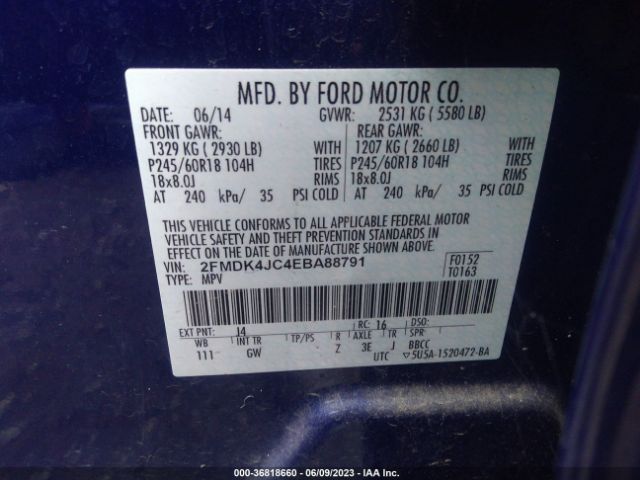 MFD. BY FORD MOTOR CO.
DATE: 06/14 GVWR: 2531 KG ( 5580 LB)
FRONT GAWR: REAR GAWR:
1329 KG ( 2930 LB) WITH 1207 KG ( 2660 LB) WITH
P245/60R18 104H TIRES P245/60R18 104H TIRES
18x8.0J RIMS 18x8.0J RIMS
AT 240 kPa/ 35 PSI COLD AT 240 kPa/ 35 PSI COLD
THIS VEHICLE CONFORMS TO ALL APPLICABLE FEDERAL MOTOR
VEHICLE SAFETY AND THEFT PREVENTION STANDARDS IN
EFFECT ON THE DATE OF MANUFACTURE SHOWN ABOVE.
VIN: 2FMDK4JC4EBA88791 F0152
TYPE: MPV T0163
EXT PNT: J4 RC: 16 DSO:
WB INT TR TP/PS R AXLE TR SPR BBCC
111 GW Z 3E J UTC ▽5U5A-1520472-BA
000-36818660 - 06/09/2023 - IAA Inc.